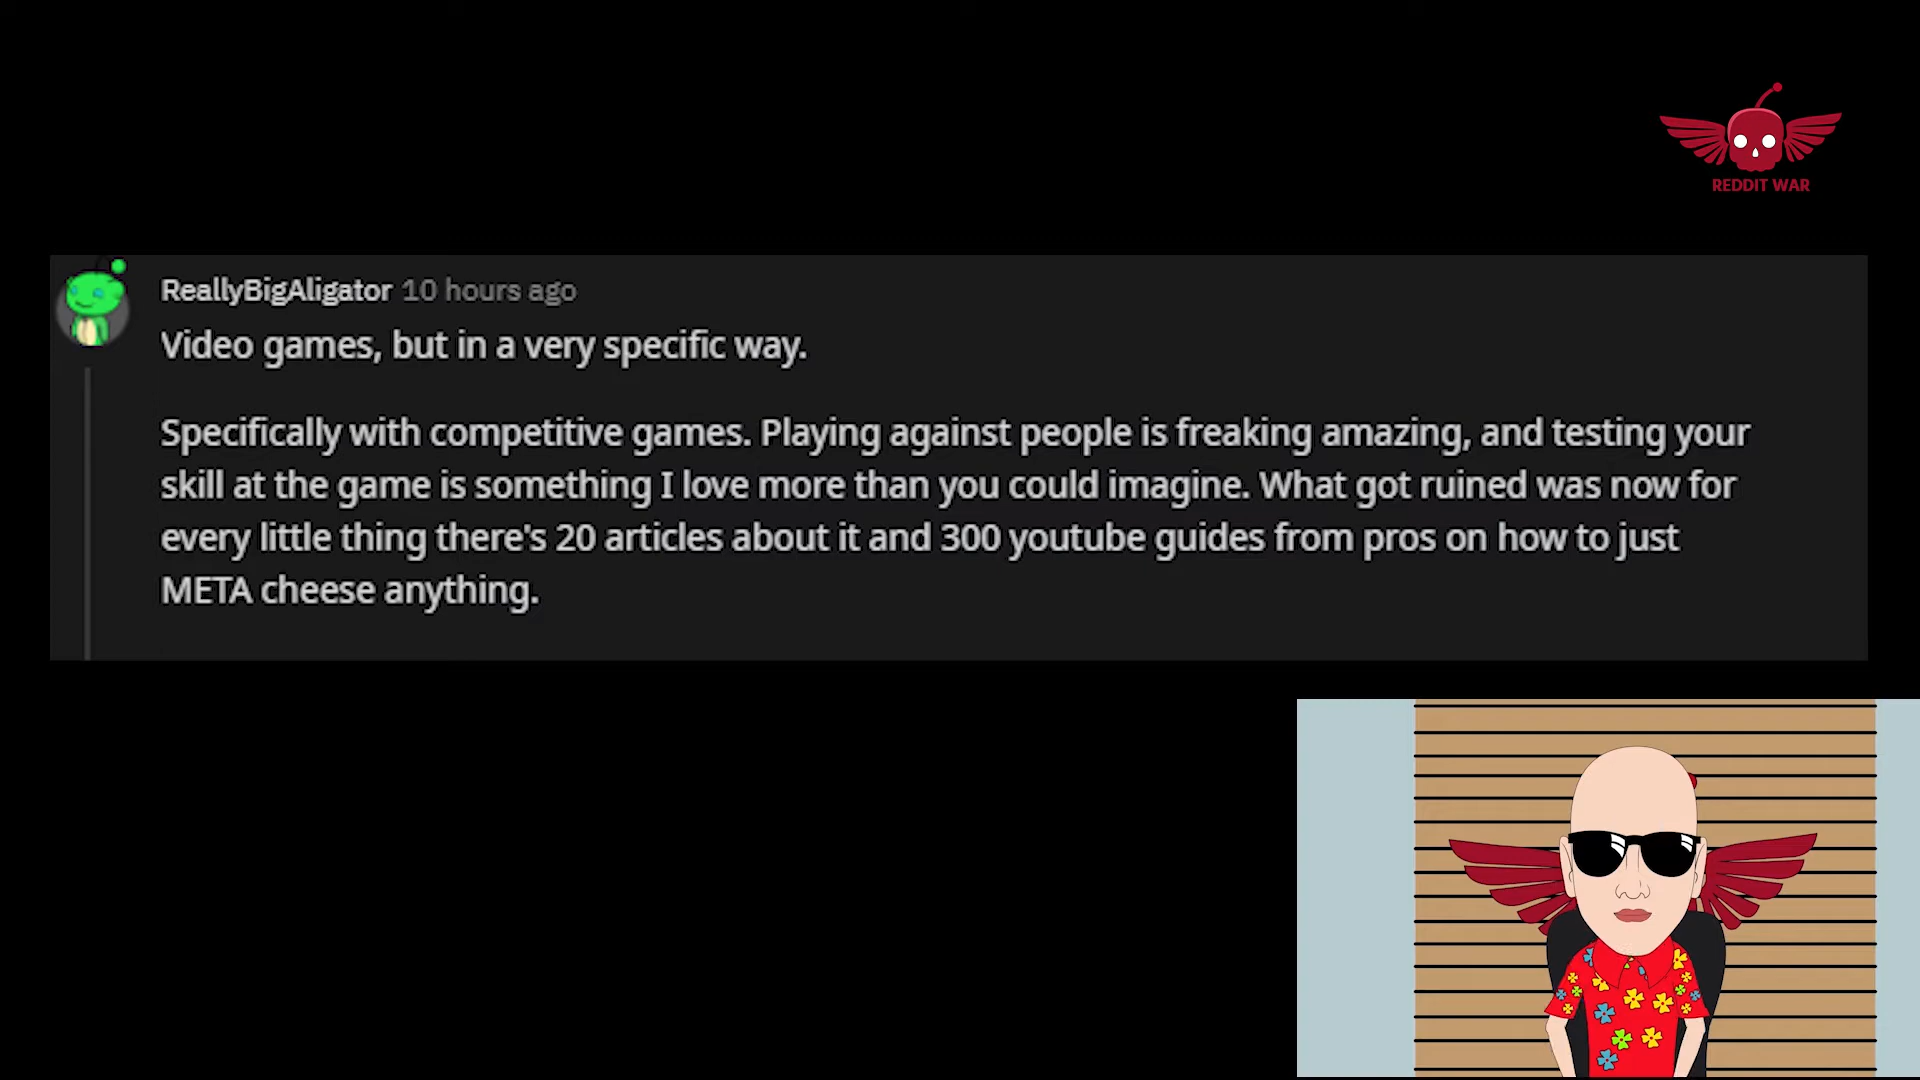 REDDIT WAR
ReallyBigAligator 10 hours ago
Video games, but in a very specific way.
Specifically with competitive games. Playing against people is freaking amazing, and testing your
skill at the game is something I love more than you could imagine. What got ruined was now for
every little thing there's 20 articles about it and 300 youtube guides from pros on how to just
META cheese anything.